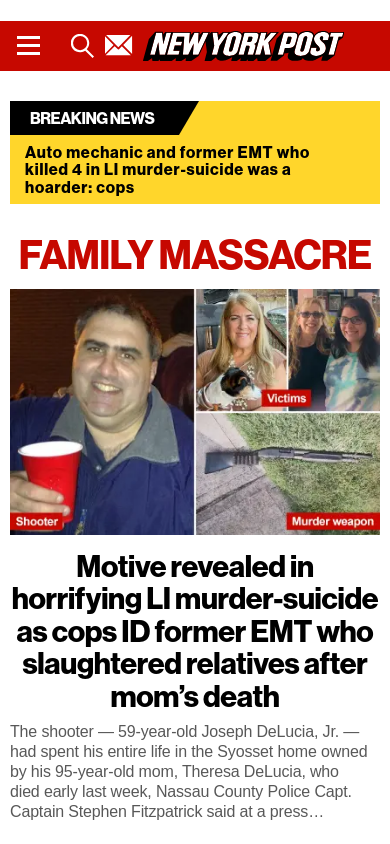 NEW YORK POST
BREAKING NEWS
Auto mechanic and former EMT who
killed 4 in LI murder-suicide was a
hoarder: cops
FAMILY MASSACRE
Victims
Shooter
Murder weapon
Motive revealed in
horrifying LI murder-suicide
as cops ID former EMT who
slaughtered relatives after
mom’s death
The shooter — 59-year-old Joseph DeLucia, Jr. —
had spent his entire life in the Syosset home owned
by his 95-year-old mom, Theresa DeLucia, who
died early last week, Nassau County Police Capt.
Captain Stephen Fitzpatrick said at a press…